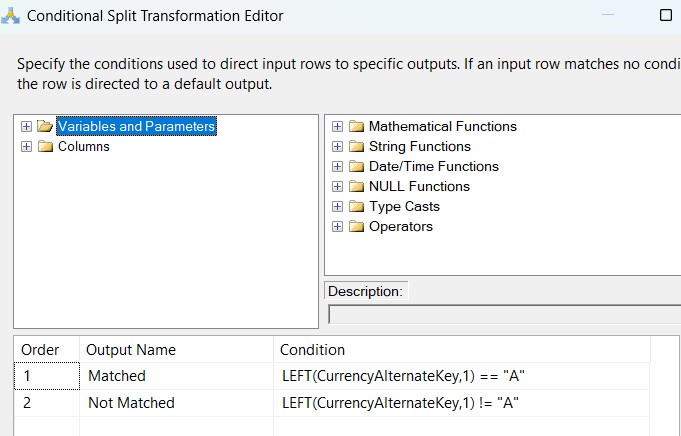 Conditional Split Transformation Editor
Specify the conditions used to direct input rows to specific outputs. If an input row matches no condi
the row is directed to a default output.
Variables and Parameters
Columns
Mathematical Functions
String Functions
Date/Time Functions
NULL Functions
Type Casts
Operators
Description:
Order Output Name Condition
1 Matched LEFT(CurrencyAlternateKey,1) == "A"
2 Not Matched LEFT(CurrencyAlternateKey,1) != "A"